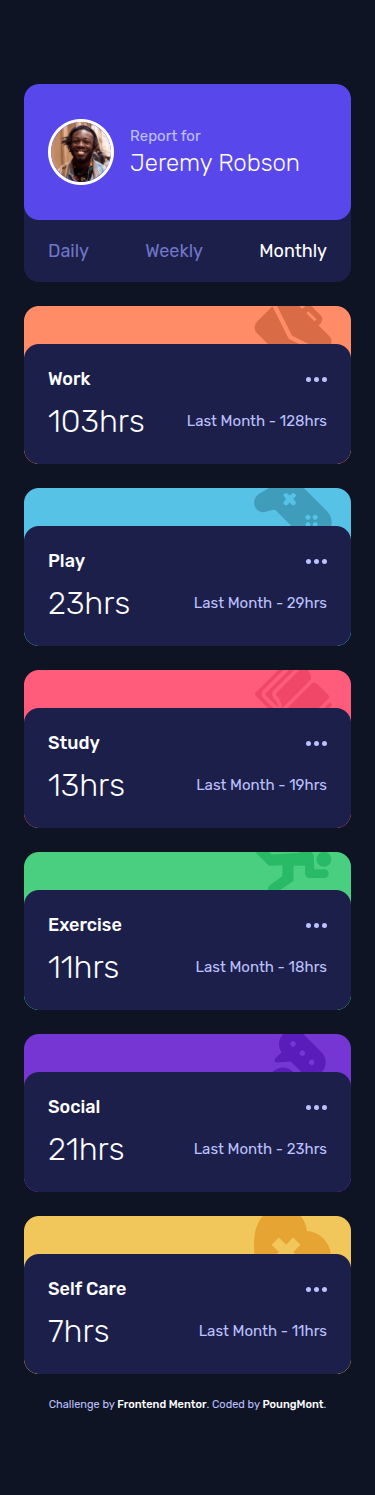 Report for
Jeremy Robson
Daily Weekly Monthly
Work
103hrs Last Month - 128hrs
Play
23hrs Last Month - 29hrs
Study
13hrs Last Month - 19hrs
Exercise
11hrs Last Month - 18hrs
Social
21hrs Last Month - 23hrs
Self Care
7hrs Last Month - 11hrs
Challenge by Frontend Mentor. Coded by PoungMont.